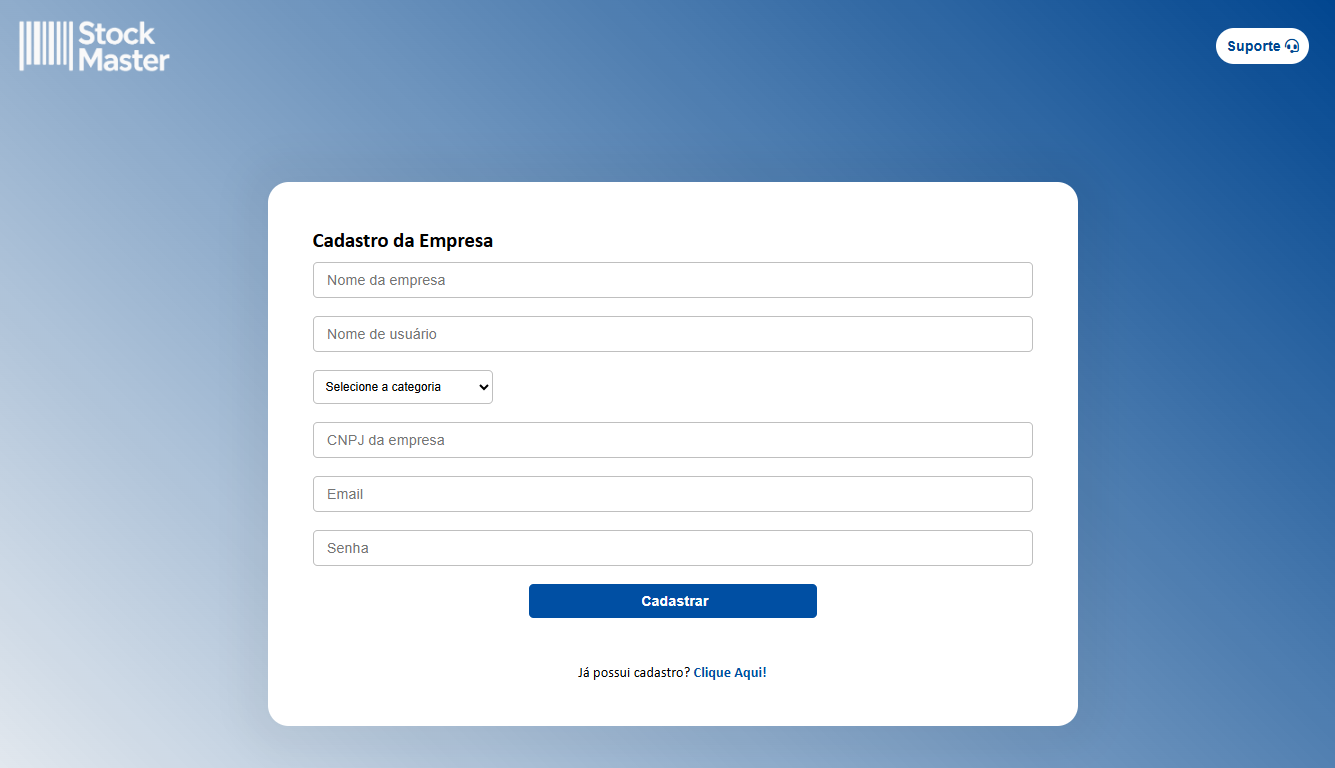 Stock
Master
Suporte
Cadastro da Empresa
Nome da empresa
Nome de usuário
Selecione a categoria
CNPJ da empresa
Email
Senha
Cadastrar
Já possui cadastro? Clique Aqui!